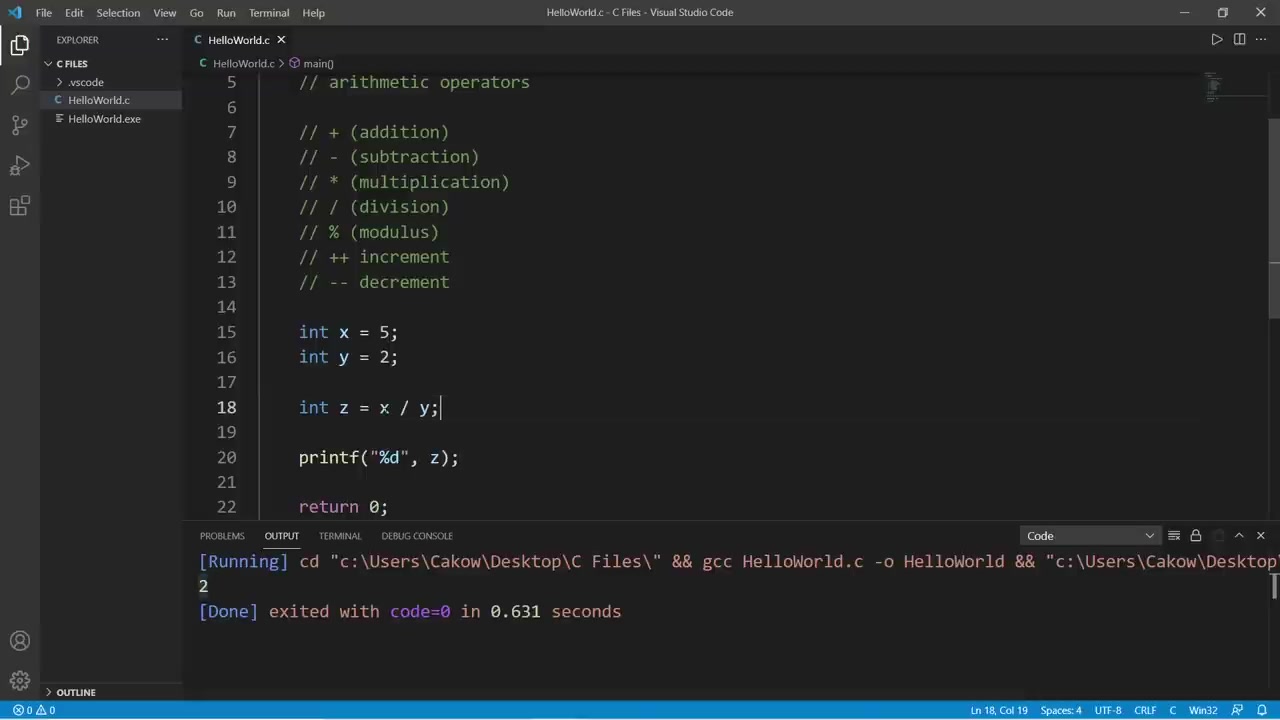 File Edit Selection View Go Run Terminal Help HelloWorld.c - C Files - Visual Studio Code
EXPLORER
C FILES
.vscode
C HelloWorld.c
HelloWorld.exe
OUTLINE
C HelloWorld.c
C HelloWorld.c > main()
5 // arithmetic operators
6
7 // + (addition)
8 // - (subtraction)
9 // * (multiplication)
10 // / (division)
11 // % (modulus)
12 // ++ increment
13 // -- decrement
14
15 int x = 5;
16 int y = 2;
17
18 int z = x / y;
19
20 printf("%d", z);
21
22 return 0;
PROBLEMS OUTPUT TERMINAL DEBUG CONSOLE Code
[Running] cd "c:\Users\Cakow\Desktop\C Files\" && gcc HelloWorld.c -o HelloWorld && "c:\Users\Cakow\Desktop\
2
[Done] exited with code=0 in 0.631 seconds
0 0 Ln 18, Col 19 Spaces: 4 UTF-8 CRLF C Win32